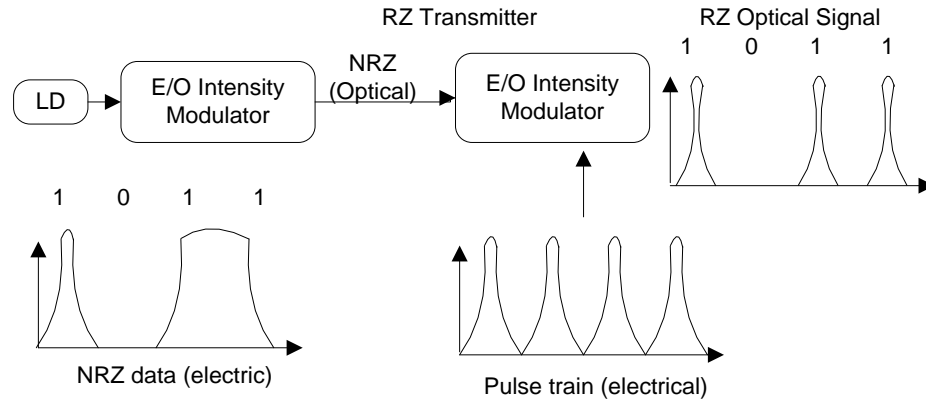 RZ Transmitter
RZ Optical Signal
1 0 1 1
LD
E/O Intensity
Modulator
NRZ
(Optical)
E/O Intensity
Modulator
1 0 1 1
NRZ data (electric)
Pulse train (electrical)